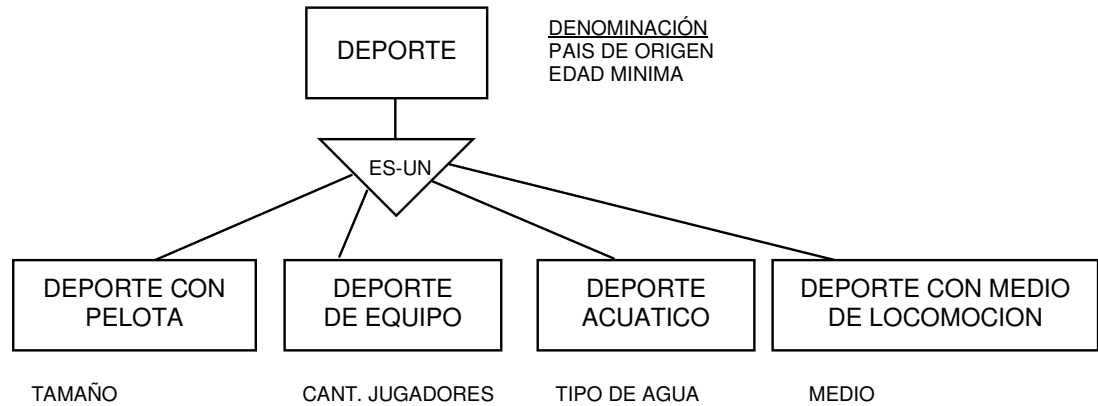 DEPORTE
DENOMINACIÓN
PAIS DE ORIGEN
EDAD MINIMA
ES-UN
DEPORTE CON
PELOTA
DEPORTE
DE EQUIPO
DEPORTE
ACUATICO
DEPORTE CON MEDIO
DE LOCOMOCION
TAMAÑO
CANT. JUGADORES
TIPO DE AGUA
MEDIO